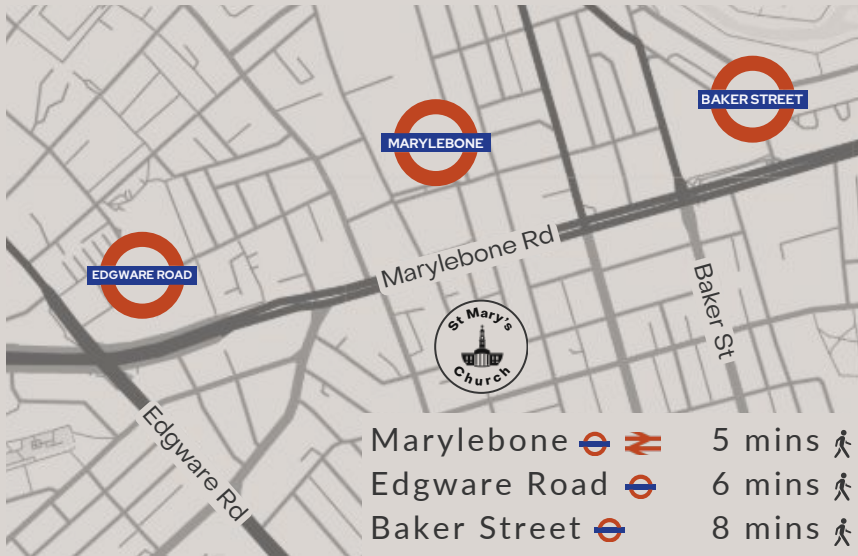 BAKER STREET
MARYLEBONE
EDGWARE ROAD
Marylebone Rd
Baker St
St Mary's
Church
Edgware Rd
Marylebone 5 mins
Edgware Road 6 mins
Baker Street 8 mins